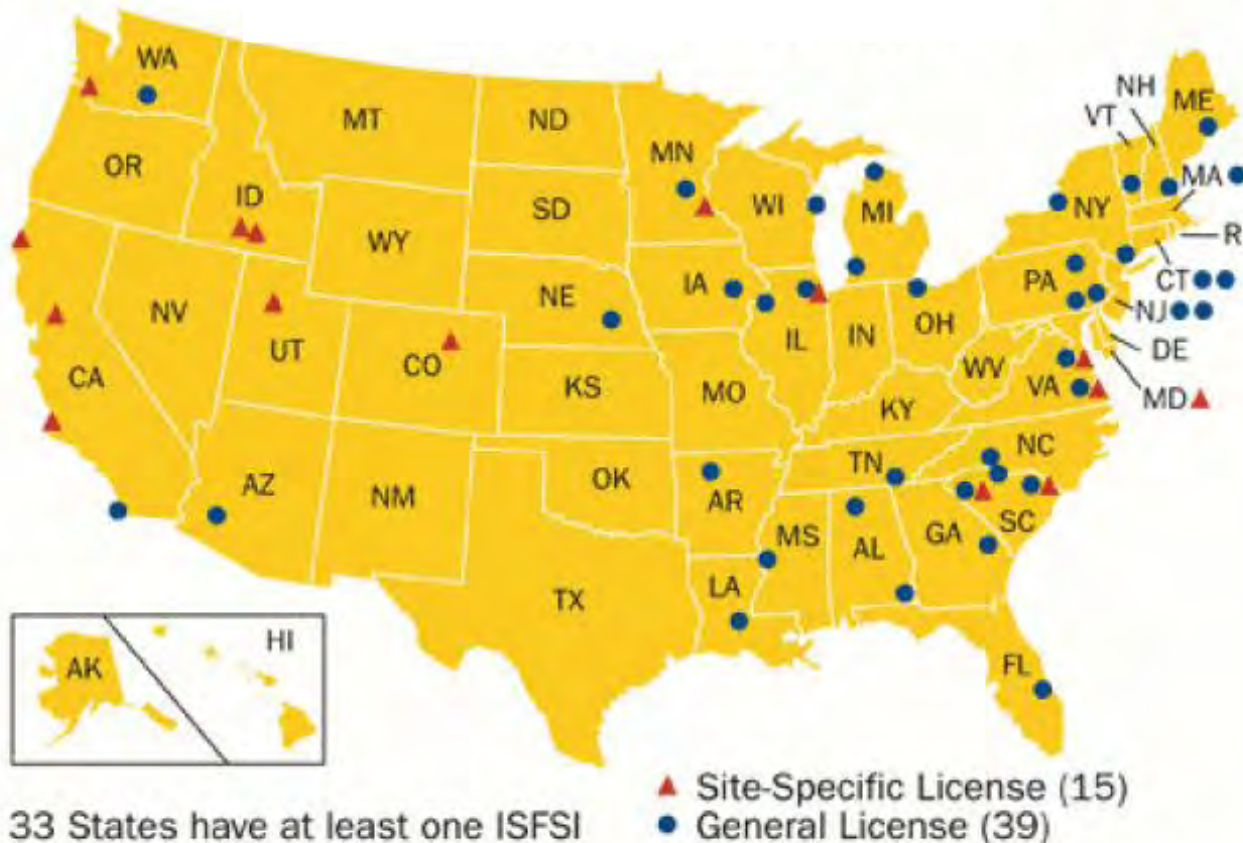 WA
MT
ND
MN
OR
ID
SD
WI
MI
NH
VT
ME
MA
NY
R
WY
IA
NE
PA
CT
NJ
NV
UT
CO
IL
IN
OH
DE
CA
KS
MO
WV
VA
MD
KY
AZ
NM
OK
AR
TN
NC
SC
MS
AL
GA
TX
LA
FL
AK
HI
Site-Specific License (15)
33 States have at least one ISFSI
General License (39)